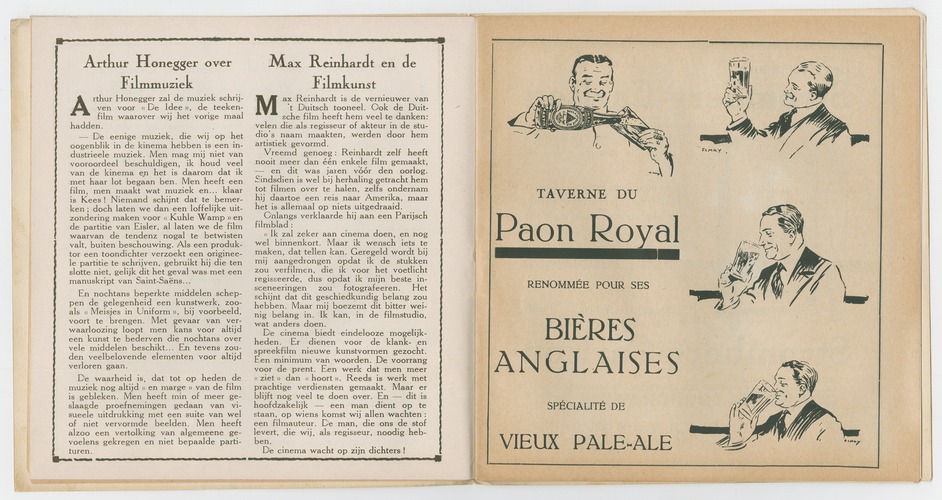 Arthur Honegger over
Filmmuziek
Arthur Honegger zal de muziek schrij-
ven voor « De Idee », de teeken-
film waarover wij het vorige maal
hadden.
— De eenige muziek, die wij op het
oogenblik in de kinema hebben is een in-
dustrieele muziek. Men mag mij niet van
vooroordeel beschuldigen, ik houd veel
van de kinema en het is daarom dat ik
met haar lot begaan ben. Men heeft een
film, men maakt wat muziek en... klaar
is Kees ! Niemand schijnt dat te bemer-
ken ; doch laten we dan een loffelijke uit-
zondering maken voor « Kuhle Wamp » en
de partitie van Eisler, al laten we de film
waarvan de tendenz nogal te betwisten
valt, buiten beschouwing. Als een produk-
tor een toondichter verzoekt een originee-
le partitie te schrijven, gebruikt hij die ten
slotte niet, gelijk dit het geval was met een
manuskript van Saint-Saëns...
En nochtans beperkte middelen schep-
pen de gelegenheid een kunstwerk, zoo-
als « Meisjes in Uniform », bij voorbeeld,
voort te brengen. Met gevaar van ver-
waarloozing loopt men kans voor altijd
een kunst te bederven die nochtans over
vele middelen beschikt... En tevens zou-
den veelbelovende elementen voor altijd
verloren gaan.
De waarheid is, dat tot op heden de
muziek nog altijd « en marge » van de film
is gebleken. Men heeft min of meer ge-
slaagde proefnemingen gedaan van vi-
sueele uitdrukking met een suite van wel
of niet vervormde beelden. Men heeft
alzoo een vertolking van algemeene ge-
voelens gekregen en niet bepaalde parti-
turen.
Max Reinhardt en de
Filmkunst
Max Reinhardt is de vernieuwer van
't Duitsch tooneel. Ook de Duit-
sche film heeft hem veel te danken:
velen die als regisseur of akteur in de stu-
dio's naam maakten, werden door hem
artistiek gevormd.
Vreemd genoeg : Reinhardt zelf heeft
nooit meer dan één enkele film gemaakt,
— en dit was jaren vóór den oorlog.
Sindsdien is wel bij herhaling getracht hem
tot filmen over te halen, zelfs ondernam
hij daartoe een reis naar Amerika, maar
het is allemaal op niets uitgedraaid.
Onlangs verklaarde hij aan een Parijsch
filmblad :
« Ik zal zeker aan cinema doen, en nog
wel binnenkort. Maar ik wensch iets te
maken, dat tellen kan. Geregeld wordt bij
mij aangedrongen opdat ik de stukken
zou verfilmen, die ik voor het voetlicht
regisseerde, dus opdat ik mijn beste in-
sceneeringen zou fotografeeren. Het
schijnt dat dit geschiedkundig belang zou
hebben. Maar mij boezemt dit bitter wei-
nig belang in. Ik kan, in de filmstudio,
wat anders doen.
De cinema biedt eindelooze mogelijk-
heden. Er dienen voor de klank- en
spreekfilm nieuwe kunstvormen gezocht.
Een minimum van woorden. De voorrang
voor de prent. Een werk dat men meer
« ziet » dan « hoort ». Reeds is werk met
prachtige verdiensten gemaakt. Maar er
blijft nog veel te doen over. En — dit is
hoofdzakelijk — een man dient op te
staan, op wiens komst wij allen wachten :
een filmauteur. De man, die ons de stof
levert, die wij, als regisseur, noodig heb-
ben.
De cinema wacht op zijn dichters !
TAVERNE DU
Paon Royal
RENOMMÉE POUR SES
BIÈRES
ANGLAISES
SPÉCIALITÉ DE
VIEUX PALE-ALE